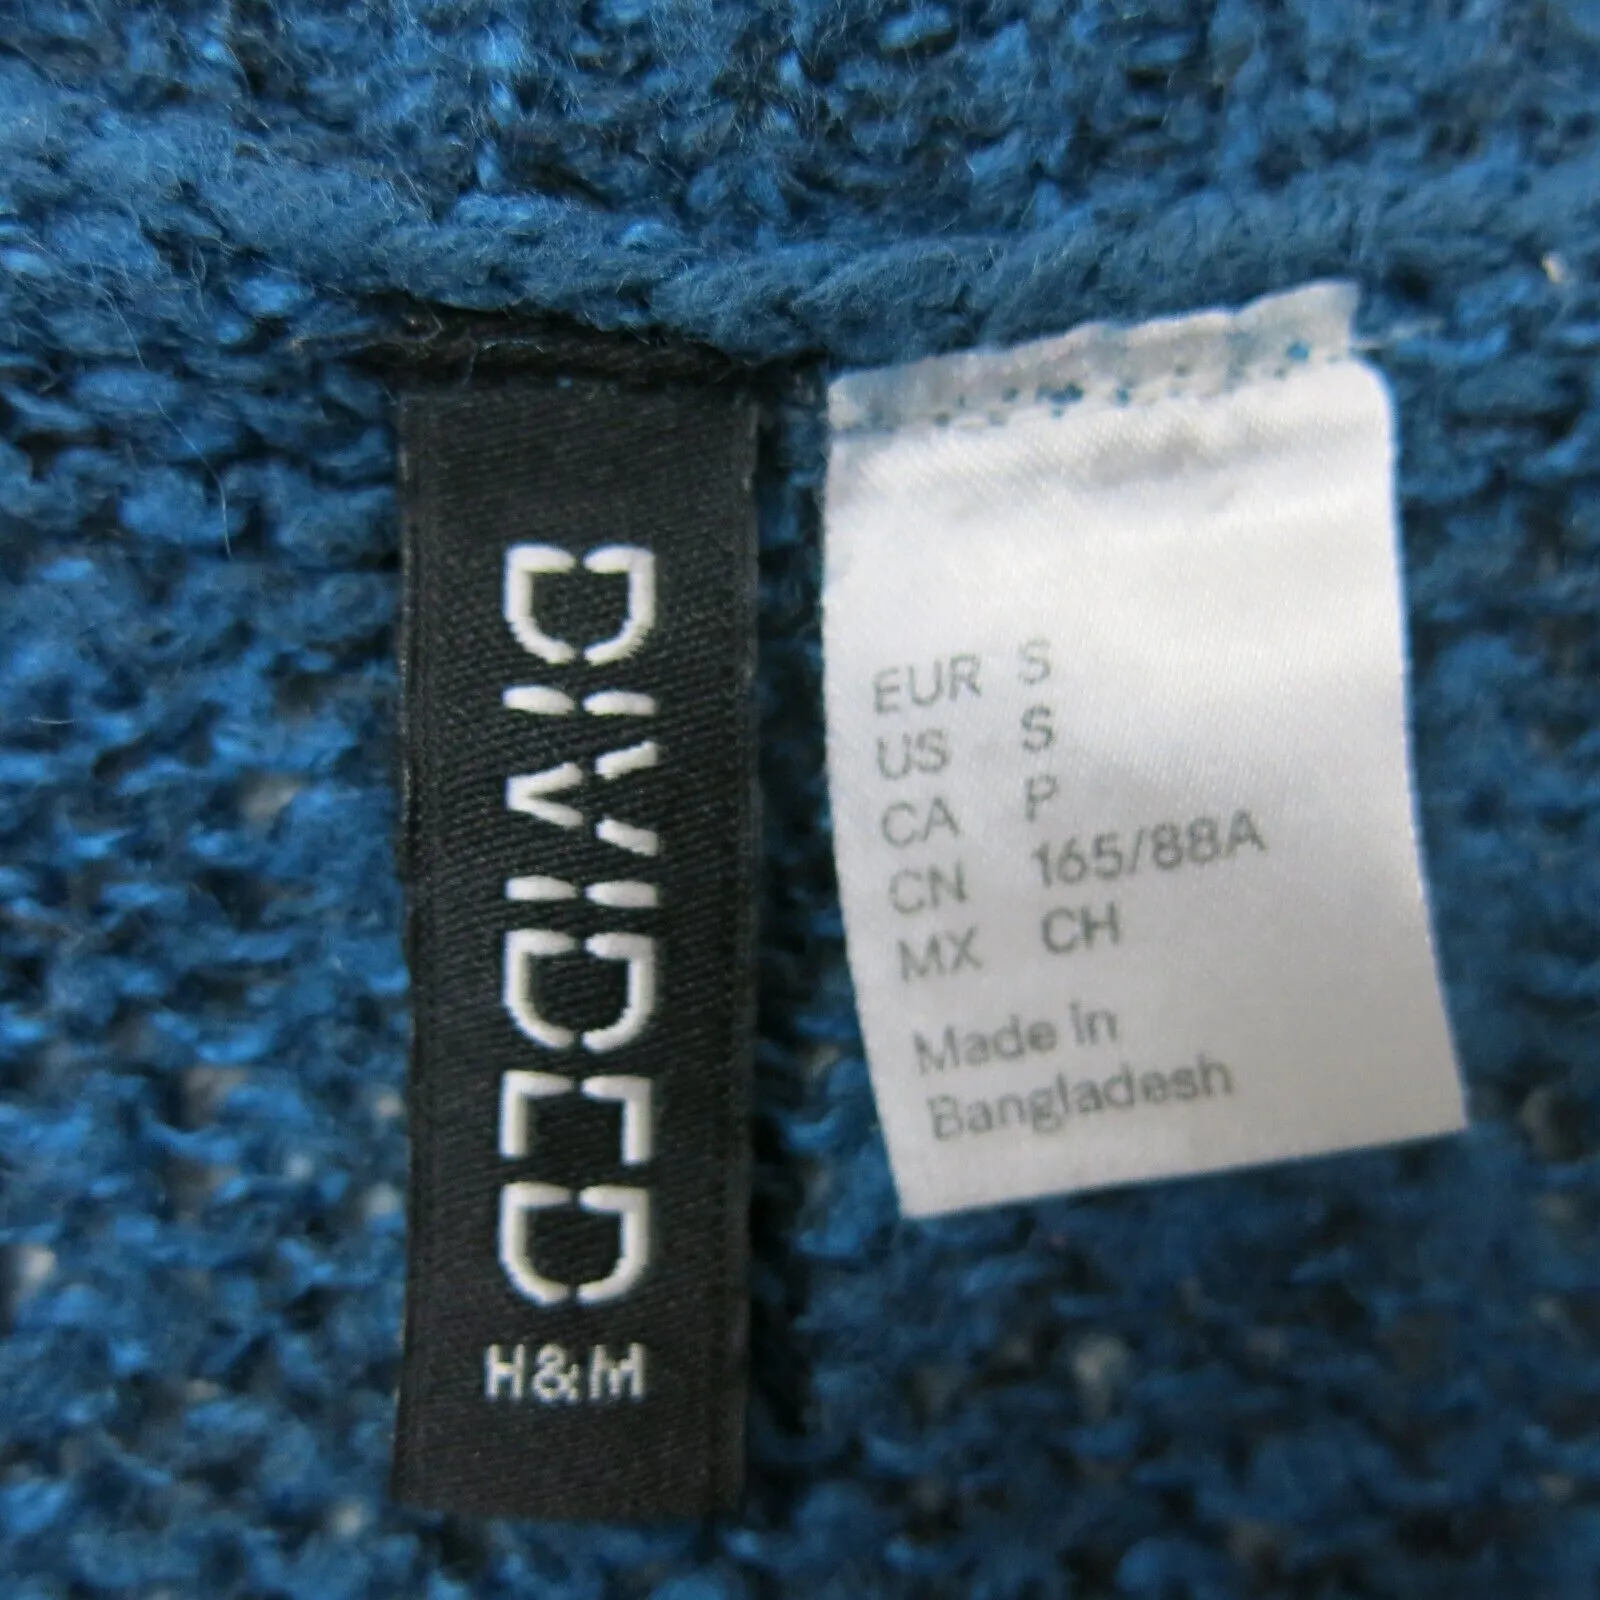 DIVIDED
H&M
EUR S
US S
CA P
CN 165/88A
MX CH
Made in
Bangladesh